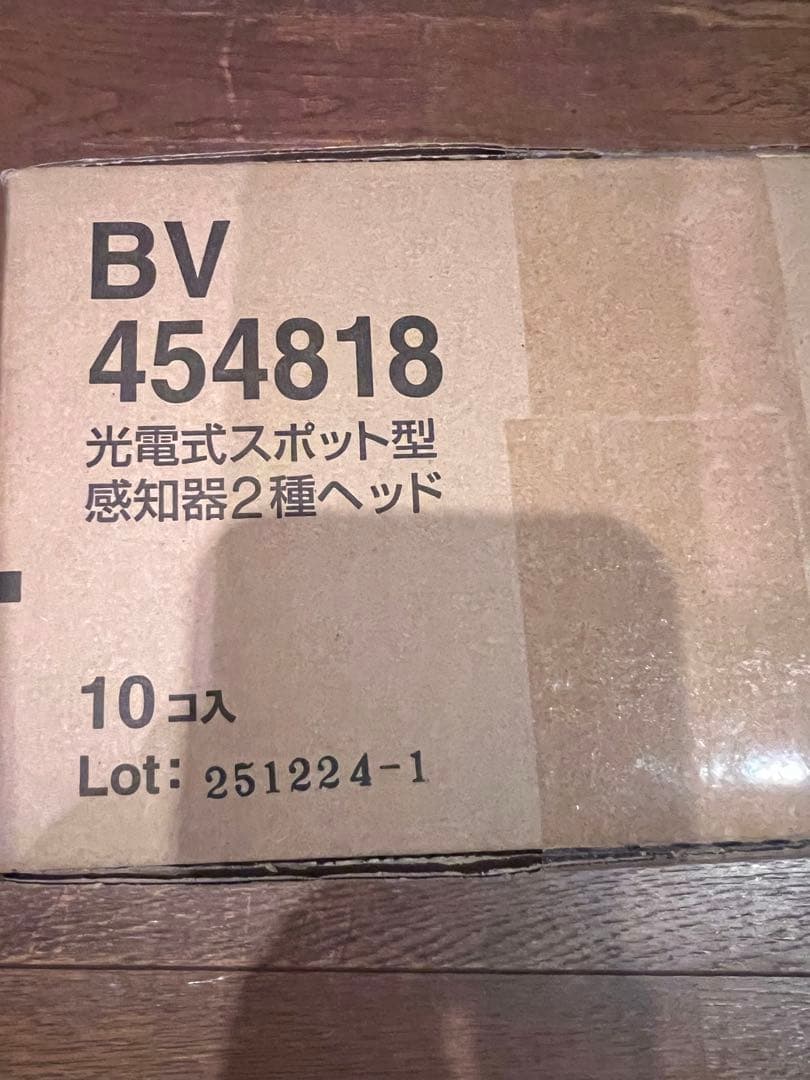 BV
454818
光電式スポット型
感知器2種ヘッド
10コ入
Lot: 251224-1